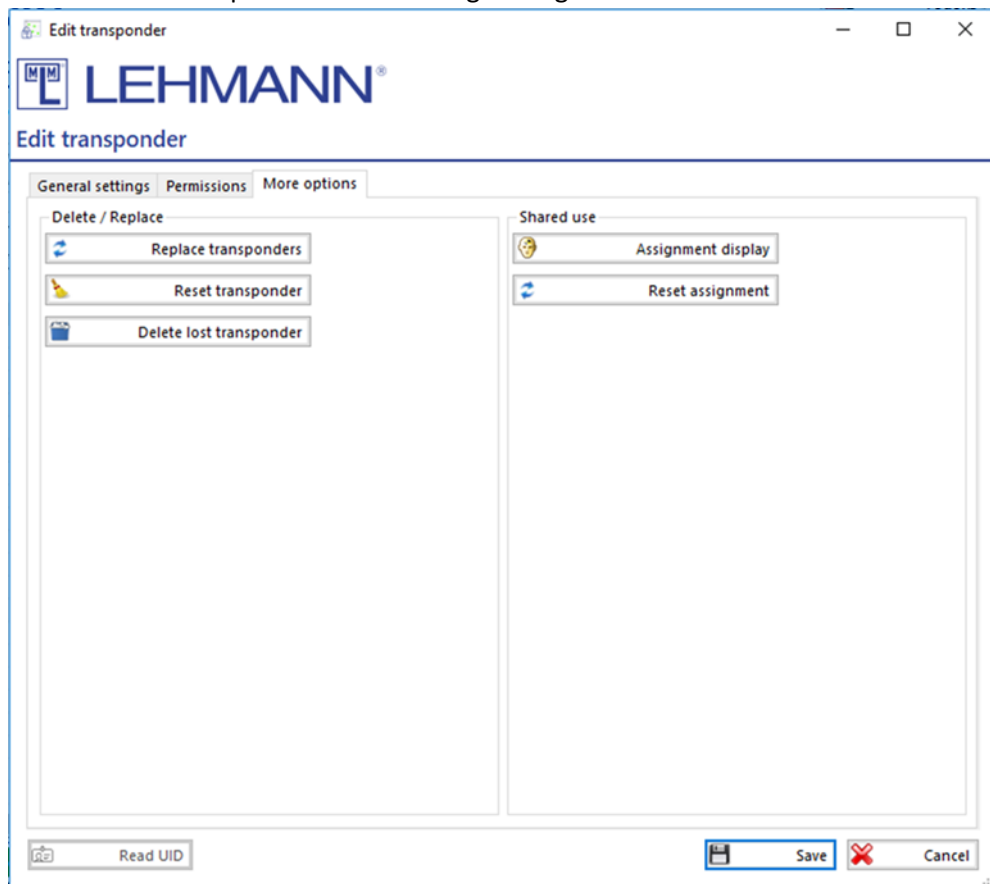 Edit transponder
MLM LEHMANN®
Edit transponder
General settings Permissions More options
Delete / Replace
Replace transponders
Reset transponder
Delete lost transponder
Shared use
Assignment display
Reset assignment
Read UID
Save
Cancel